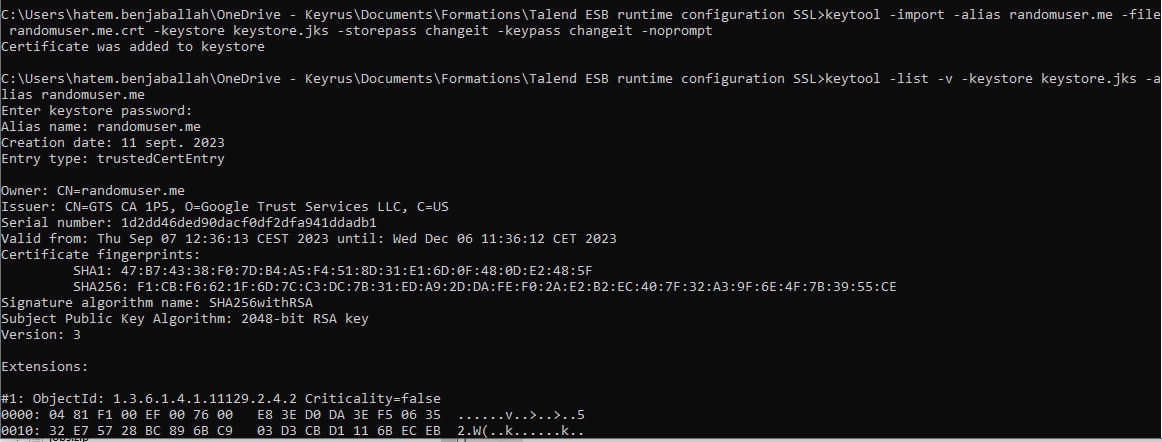 C:\Users\hatem.benjaballah\OneDrive - Keyrus\Documents\Formations\Talend ESB runtime configuration SSL>keytool -import -alias randomuser.me -file
 randomuser.me.crt -keystore keystore.jks -storepass changeit -keypass changeit -noprompt
Certificate was added to keystore
C:\Users\hatem.benjaballah\OneDrive - Keyrus\Documents\Formations\Talend ESB runtime configuration SSL>keytool -list -v -keystore keystore.jks -a
lias randomuser.me
Enter keystore password:
Alias name: randomuser.me
Creation date: 11 sept. 2023
Entry type: trustedCertEntry
Owner: CN=randomuser.me
Issuer: CN=GTS CA 1P5, O=Google Trust Services LLC, C=US
Serial number: 1d2dd46ded90dacf0df2dfa941ddadb1
Valid from: Thu Sep 07 12:36:13 CEST 2023 until: Wed Dec 06 11:36:12 CET 2023
Certificate fingerprints:
         SHA1: 47:B7:43:38:F0:7D:B4:A5:F4:51:8D:31:E1:6D:0F:48:0D:E2:48:5F
         SHA256: F1:CB:F6:62:1F:6D:7C:C3:DC:7B:31:ED:A9:2D:DA:FE:F0:2A:E2:B2:EC:40:7F:32:A3:9F:6E:4F:7B:39:55:CE
Signature algorithm name: SHA256withRSA
Subject Public Key Algorithm: 2048-bit RSA key
Version: 3
Extensions:
#1: ObjectId: 1.3.6.1.4.1.11129.2.4.2 Criticality=false
0000: 04 81 F1 00 EF 00 76 00   E8 3E D0 DA 3E F5 06 35  ......v..>..>..5
0010: 32 E7 57 28 BC 89 6B C9   03 D3 CB D1 11 6B EC EB  2.W(..k......k..